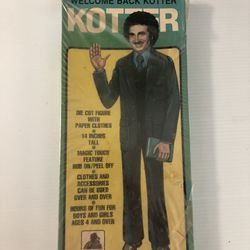 WELCOME BACK KOTTER
KOTTER
DIE CUT FIGURE
WITH
PAPER CLOTHES
14 INCHES
TALL
MAGIC TOUCH
FEATURE
RUB ON/PEEL OFF
CLOTHES AND
ACCESSORIES
CAN BE USED
OVER AND OVER
HOURS OF FUN FOR
BOYS AND GIRLS
AGES 4 AND OVER